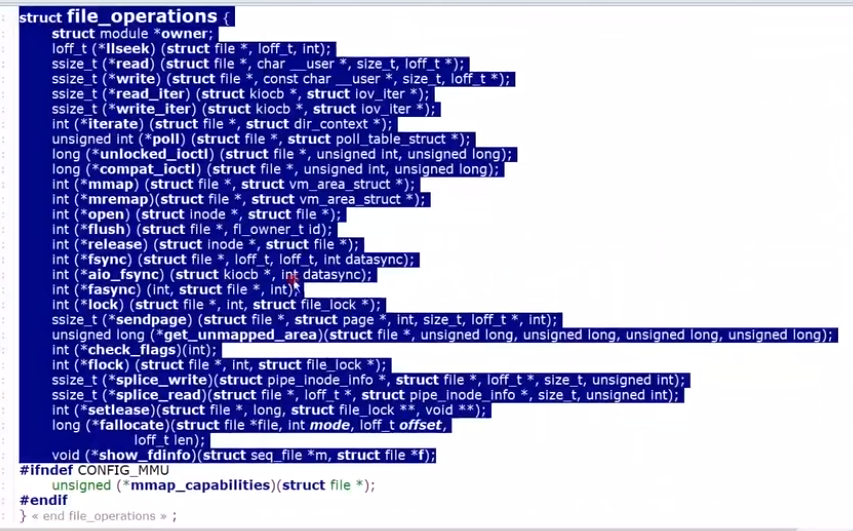 struct file_operations {
struct module *owner;
loff_t (*llseek) (struct file *, loff_t, int);
ssize_t (*read) (struct file *, char __user *, size_t, loff_t *);
ssize_t (*write) (struct file *, const char __user *, size_t, loff_t *);
ssize_t (*read_iter) (struct kiocb *, struct iov_iter *);
ssize_t (*write_iter) (struct kiocb *, struct iov_iter *);
int (*iterate) (struct file *, struct dir_context *);
unsigned int (*poll) (struct file *, struct poll_table_struct *);
long (*unlocked_ioctl) (struct file *, unsigned int, unsigned long);
long (*compat_ioctl) (struct file *, unsigned int, unsigned long);
int (*mmap) (struct file *, struct vm_area_struct *);
int (*mremap)(struct file *, struct vm_area_struct *);
int (*open) (struct inode *, struct file *);
int (*flush) (struct file *, fl_owner_t id);
int (*release) (struct inode *, struct file *);
int (*fsync) (struct file *, loff_t, loff_t, int datasync);
int (*aio_fsync) (struct kiocb *, int datasync);
int (*fasync) (int, struct file *, int);
int (*lock) (struct file *, int, struct file_lock *);
ssize_t (*sendpage) (struct file *, struct page *, int, size_t, loff_t *, int);
unsigned long (*get_unmapped_area)(struct file *, unsigned long, unsigned long, unsigned long, unsigned long);
int (*check_flags)(int);
int (*flock) (struct file *, int, struct file_lock *);
ssize_t (*splice_write)(struct pipe_inode_info *, struct file *, loff_t *, size_t, unsigned int);
ssize_t (*splice_read)(struct file *, loff_t *, struct pipe_inode_info *, size_t, unsigned int);
int (*setlease)(struct file *, long, struct file_lock **, void **);
long (*fallocate)(struct file *file, int mode, loff_t offset,
loff_t len);
void (*show_fdinfo)(struct seq_file *m, struct file *f);
#ifndef CONFIG_MMU
unsigned (*mmap_capabilities)(struct file *);
#endif
} « end file_operations » ;